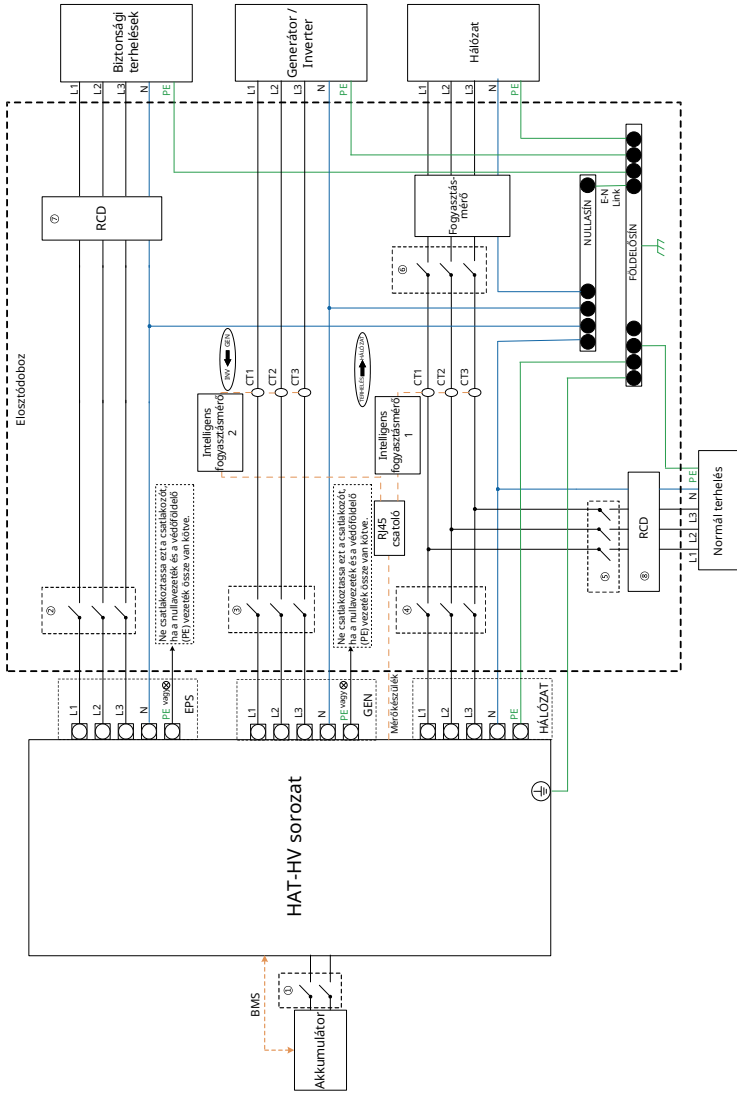 Biztonsági
terhelések
L1
L2
L3
N
PE
Generátor /
Inverter
L1
L2
L3
N
PE
Hálózat
L1
L2
L3
N
PE
Elosztódoboz
⑦
RCD
Fogyasztás-
mérő
⑥
NULLASÍN
E-N
Link
FÖLDELŐSÍN
INV
GEN
TERHELÉS
HÁLÓZAT
CT1
CT2
CT3
CT1
CT2
CT3
Intelligens
fogyasztásmérő
2
Intelligens
fogyasztásmérő
1
RJ45
csatoló
Ne csatlakoztassa ezt a csatlakozót,
ha a nullavezeték és a védőföldelő
(PE) vezeték össze van kötve.
Ne csatlakoztassa ezt a csatlakozót,
ha a nullavezeték és a védőföldelő
(PE) vezeték össze van kötve.
②
③
④
⑤
RCD
⑧
L1
L2
L3
N
PE
Normál terhelés
L1
L2
L3
N
PE vagy
EPS
L1
L2
L3
N
PE vagy
GEN
Mérőkészülék
L1
L2
L3
N
PE
HÁLÓZAT
HAT-HV sorozat
BMS
①
Akkumulátor